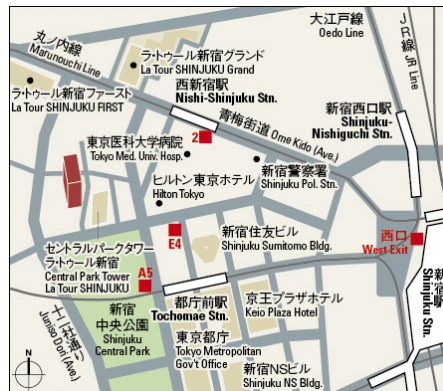 丸ノ内線
Marunouchi Line
ラ・トゥール新宿グランド
La Tour SHINJUKU Grand
大江戸線
Oedo Line
JR線
JR Line
西新宿駅
Nishi-Shinjuku Stn.
ラ・トゥール新宿ファースト
La Tour SHINJUKU FIRST
青梅街道 Ome Kido (Ave.)
新宿西口駅
Shinjuku-
Nishiguchi Stn.
2
東京医科大学病院
Tokyo Med. Univ. Hosp.
新宿警察署
Shinjuku Pol. Stn.
ヒルトン東京ホテル
Hilton Tokyo
E4
新宿住友ビル
Shinjuku Sumitomo Bldg.
西口
West Exit
セントラルパークタワー
ラ・トゥール新宿
Central Park Tower
La Tour SHINJUKU
A5
都庁前駅
Tochomae Stn.
京王プラザホテル
Keio Plaza Hotel
新宿駅
Shinjuku Stn.
十二社通り
Juniso Dori (Ave.)
新宿
中央公園
Shinjuku
Central Park
東京都庁
Tokyo Metropolitan
Gov't Office
新宿NSビル
Shinjuku NS Bldg.
N